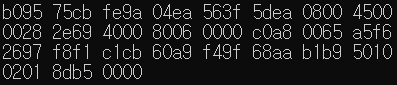 b095 75cb fe9a 04ea 563f 5dea 0800 4500
0028 2e69 4000 8006 0000 c0a8 0065 a5f6
2697 f8f1 c1cb 60a9 f49f 68aa b1b9 5010
0201 8db5 0000